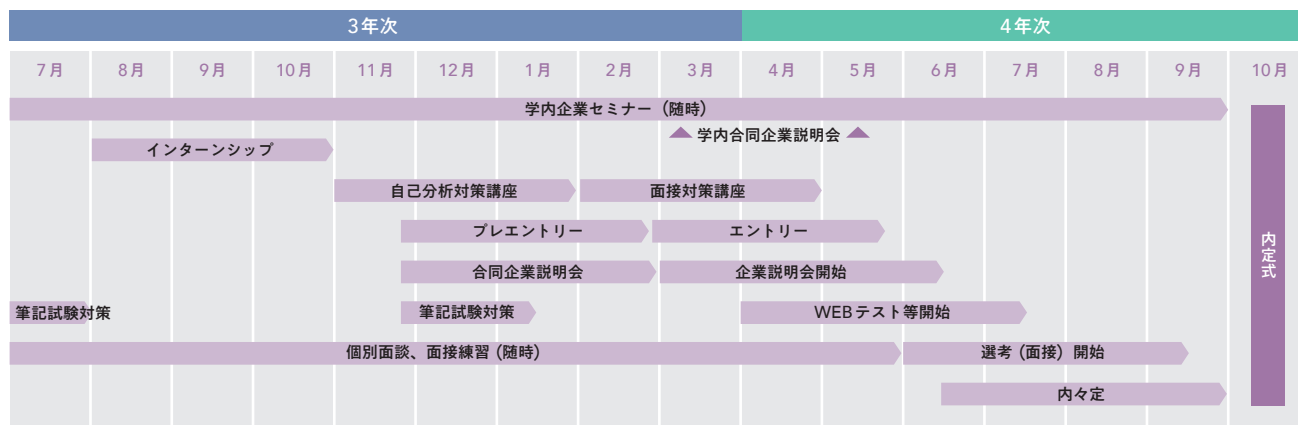 3年次 4年次
7月 8月 9月 10月 11月 12月 1月 2月 3月 4月 5月 6月 7月 8月 9月 10月
学内企業セミナー（随時）
学内合同企業説明会
インターンシップ
自己分析対策講座 面接対策講座
プレエントリー エントリー
内定式
合同企業説明会 企業説明会開始
筆記試験対策 筆記試験対策 WEBテスト等開始
個別面談、面接練習（随時） 選考（面接）開始
内々定